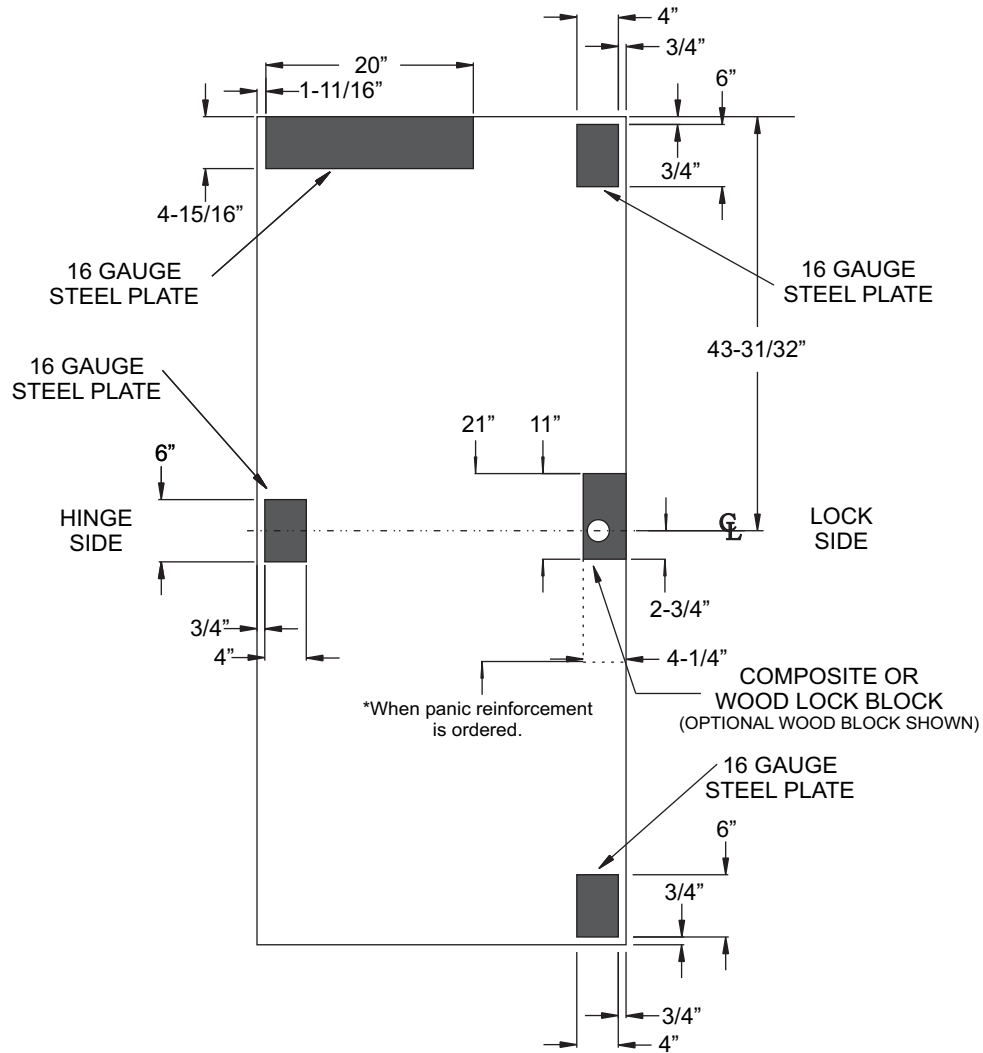 4”
3/4”
20”
1-11/16”
6”
3/4”
4-15/16”
16 GAUGE
STEEL PLATE
16 GAUGE
STEEL PLATE
43-31/32”
16 GAUGE
STEEL PLATE
6”
21”
11”
HINGE
SIDE
CL
LOCK
SIDE
2-3/4”
3/4”
4”
4-1/4”
*When panic reinforcement
is ordered.
COMPOSITE OR
WOOD LOCK BLOCK
(OPTIONAL WOOD BLOCK SHOWN)
16 GAUGE
STEEL PLATE
6”
3/4”
3/4”
4”